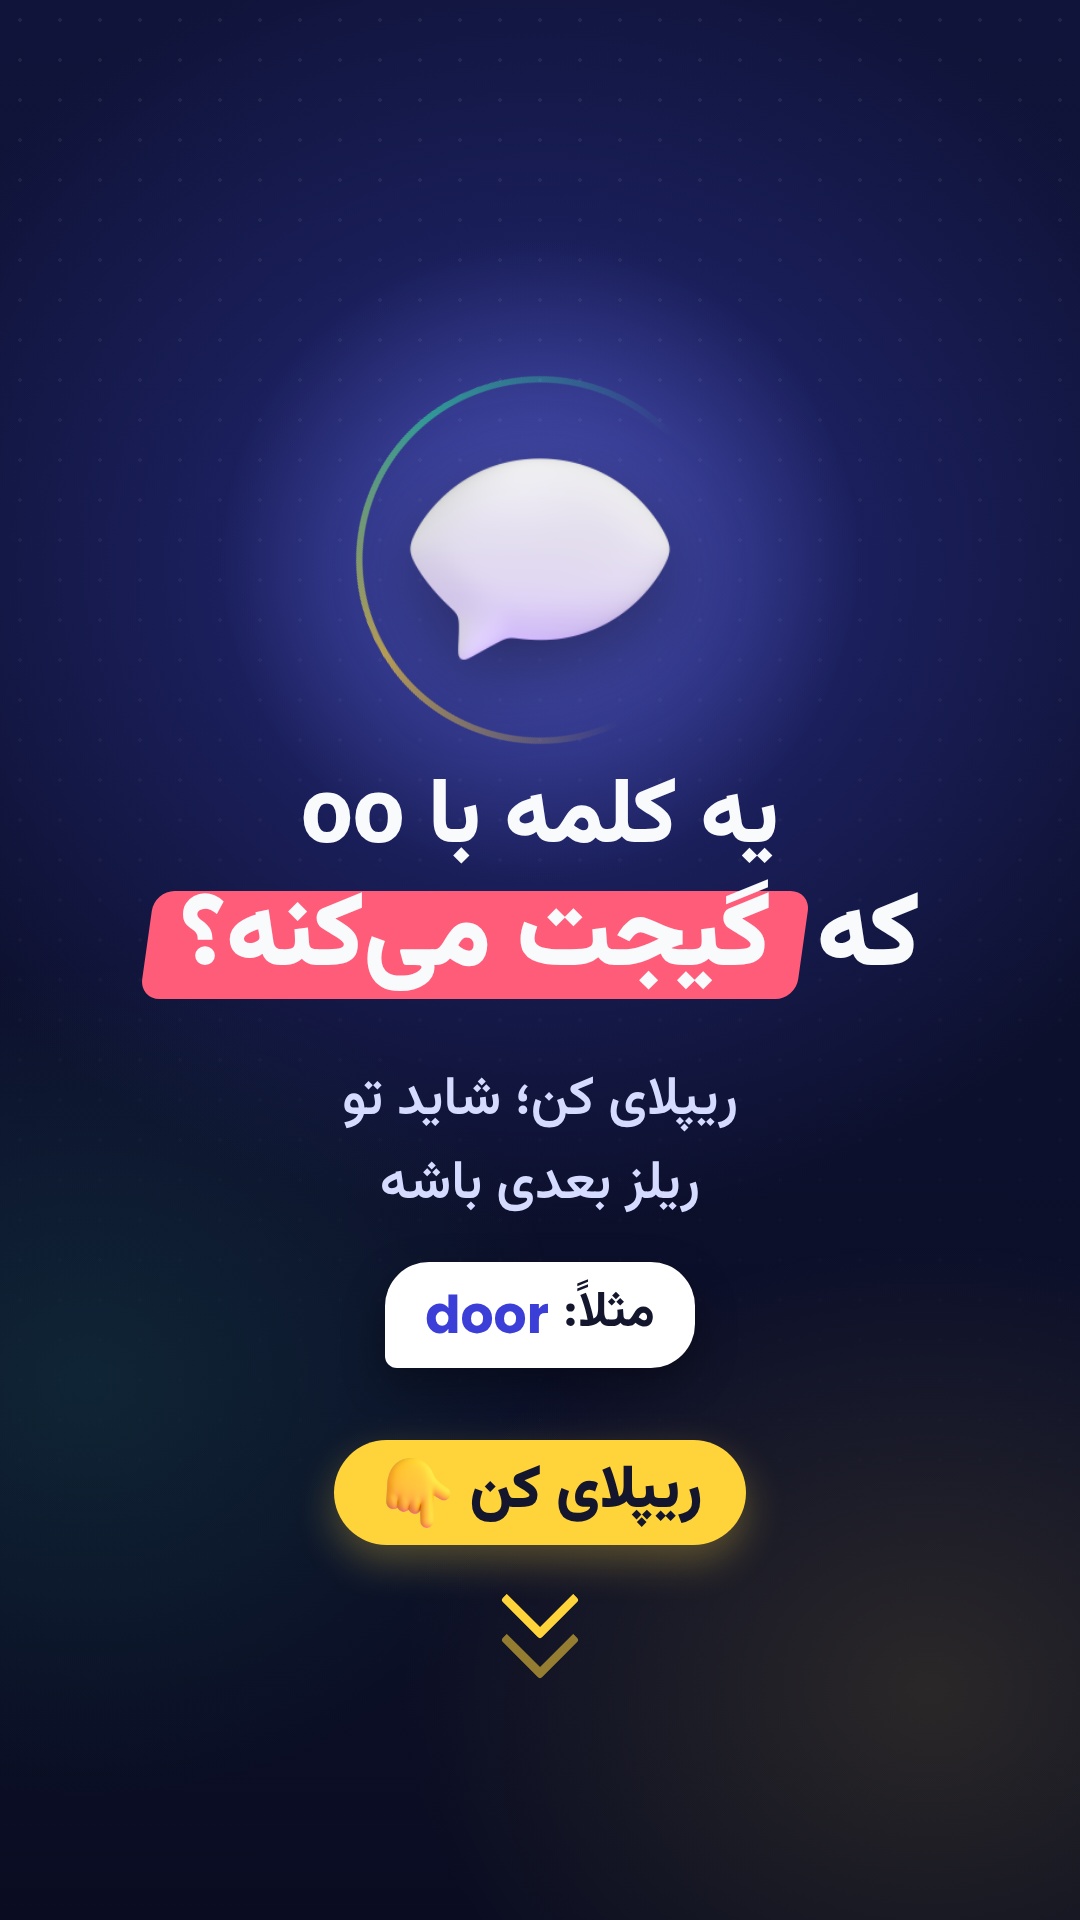 یه کلمه با oo
که گیجت می‌کنه؟
ریپلای کن؛ شاید تو
ریلز بعدی باشه
مثلاً: door
ریپلای کن 👇